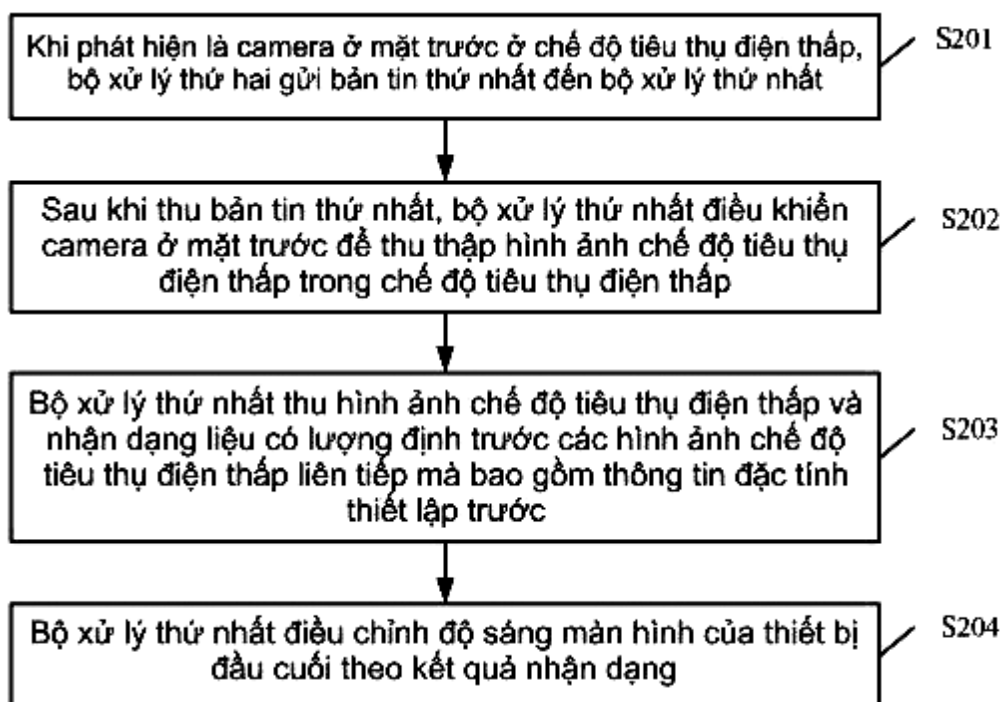 Khi phát hiện là camera ở mặt trước ở chế độ tiêu thụ điện thấp,
bộ xử lý thứ hai gửi bản tin thứ nhất đến bộ xử lý thứ nhất
S201
Sau khi thu bản tin thứ nhất, bộ xử lý thứ nhất điều khiển
camera ở mặt trước để thu thập hình ảnh chế độ tiêu thụ
điện thấp trong chế độ tiêu thụ điện thấp
S202
Bộ xử lý thứ nhất thu hình ảnh chế độ tiêu thụ điện thấp và
nhận dạng liệu có lượng định trước các hình ảnh chế độ
tiêu thụ điện thấp liên tiếp mà bao gồm thông tin đặc tính
thiết lập trước
S203
Bộ xử lý thứ nhất điều chỉnh độ sáng màn hình của thiết bị
đầu cuối theo kết quả nhận dạng
S204